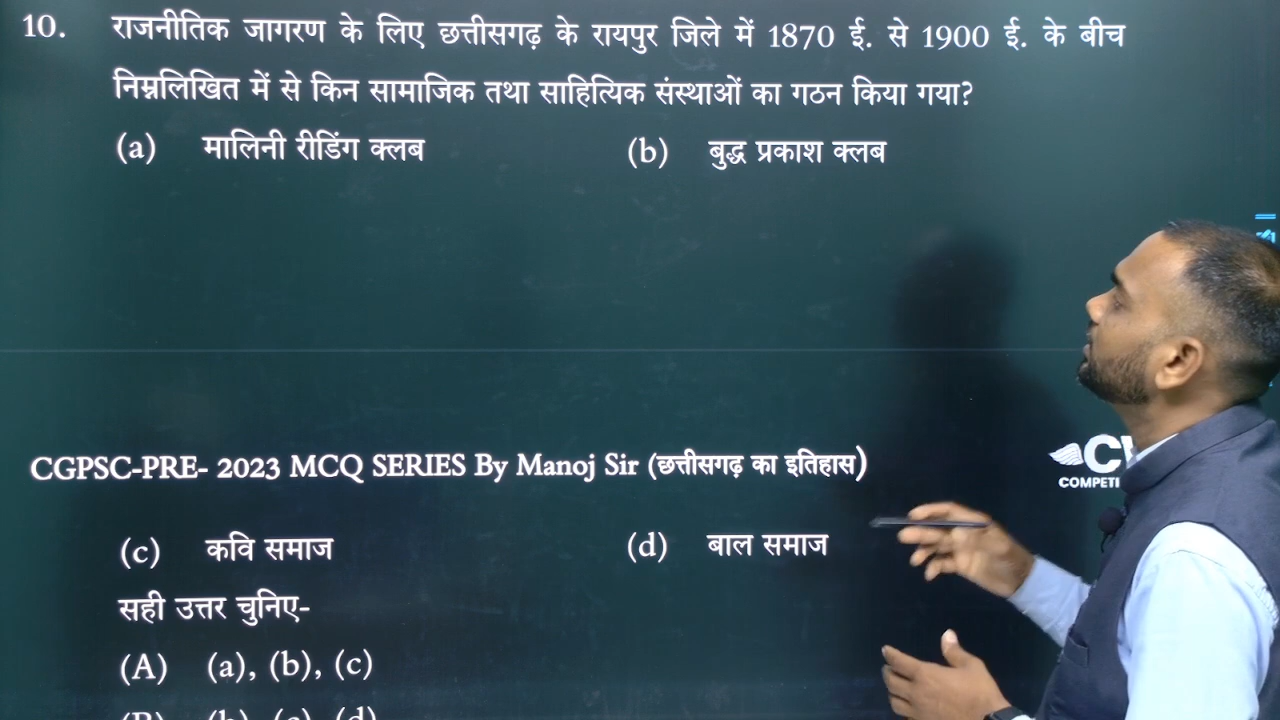 10. राजनीतिक जागरण के लिए छत्तीसगढ़ के रायपुर जिले में 1870 ई. से 1900 ई. के बीच
निम्नलिखित में से किन सामाजिक तथा साहित्यिक संस्थाओं का गठन किया गया?
(a) मालिनी रीडिंग क्लब (b) बुद्ध प्रकाश क्लब
CGPSC-PRE- 2023 MCQ SERIES By Manoj Sir (छत्तीसगढ़ का इतिहास)
COMPETI
(c) कवि समाज (d) बाल समाज
सही उत्तर चुनिए-
(A) (a), (b), (c)
(B) (b), (c), (d)